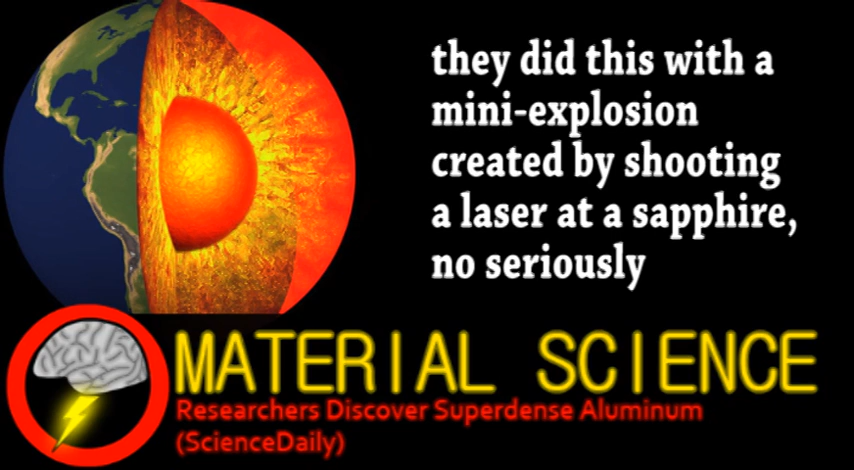 they did this with a
mini-explosion
created by shooting
a laser at a sapphire,
no seriously
MATERIAL SCIENCE
Researchers Discover Superdense Aluminum
(ScienceDaily)